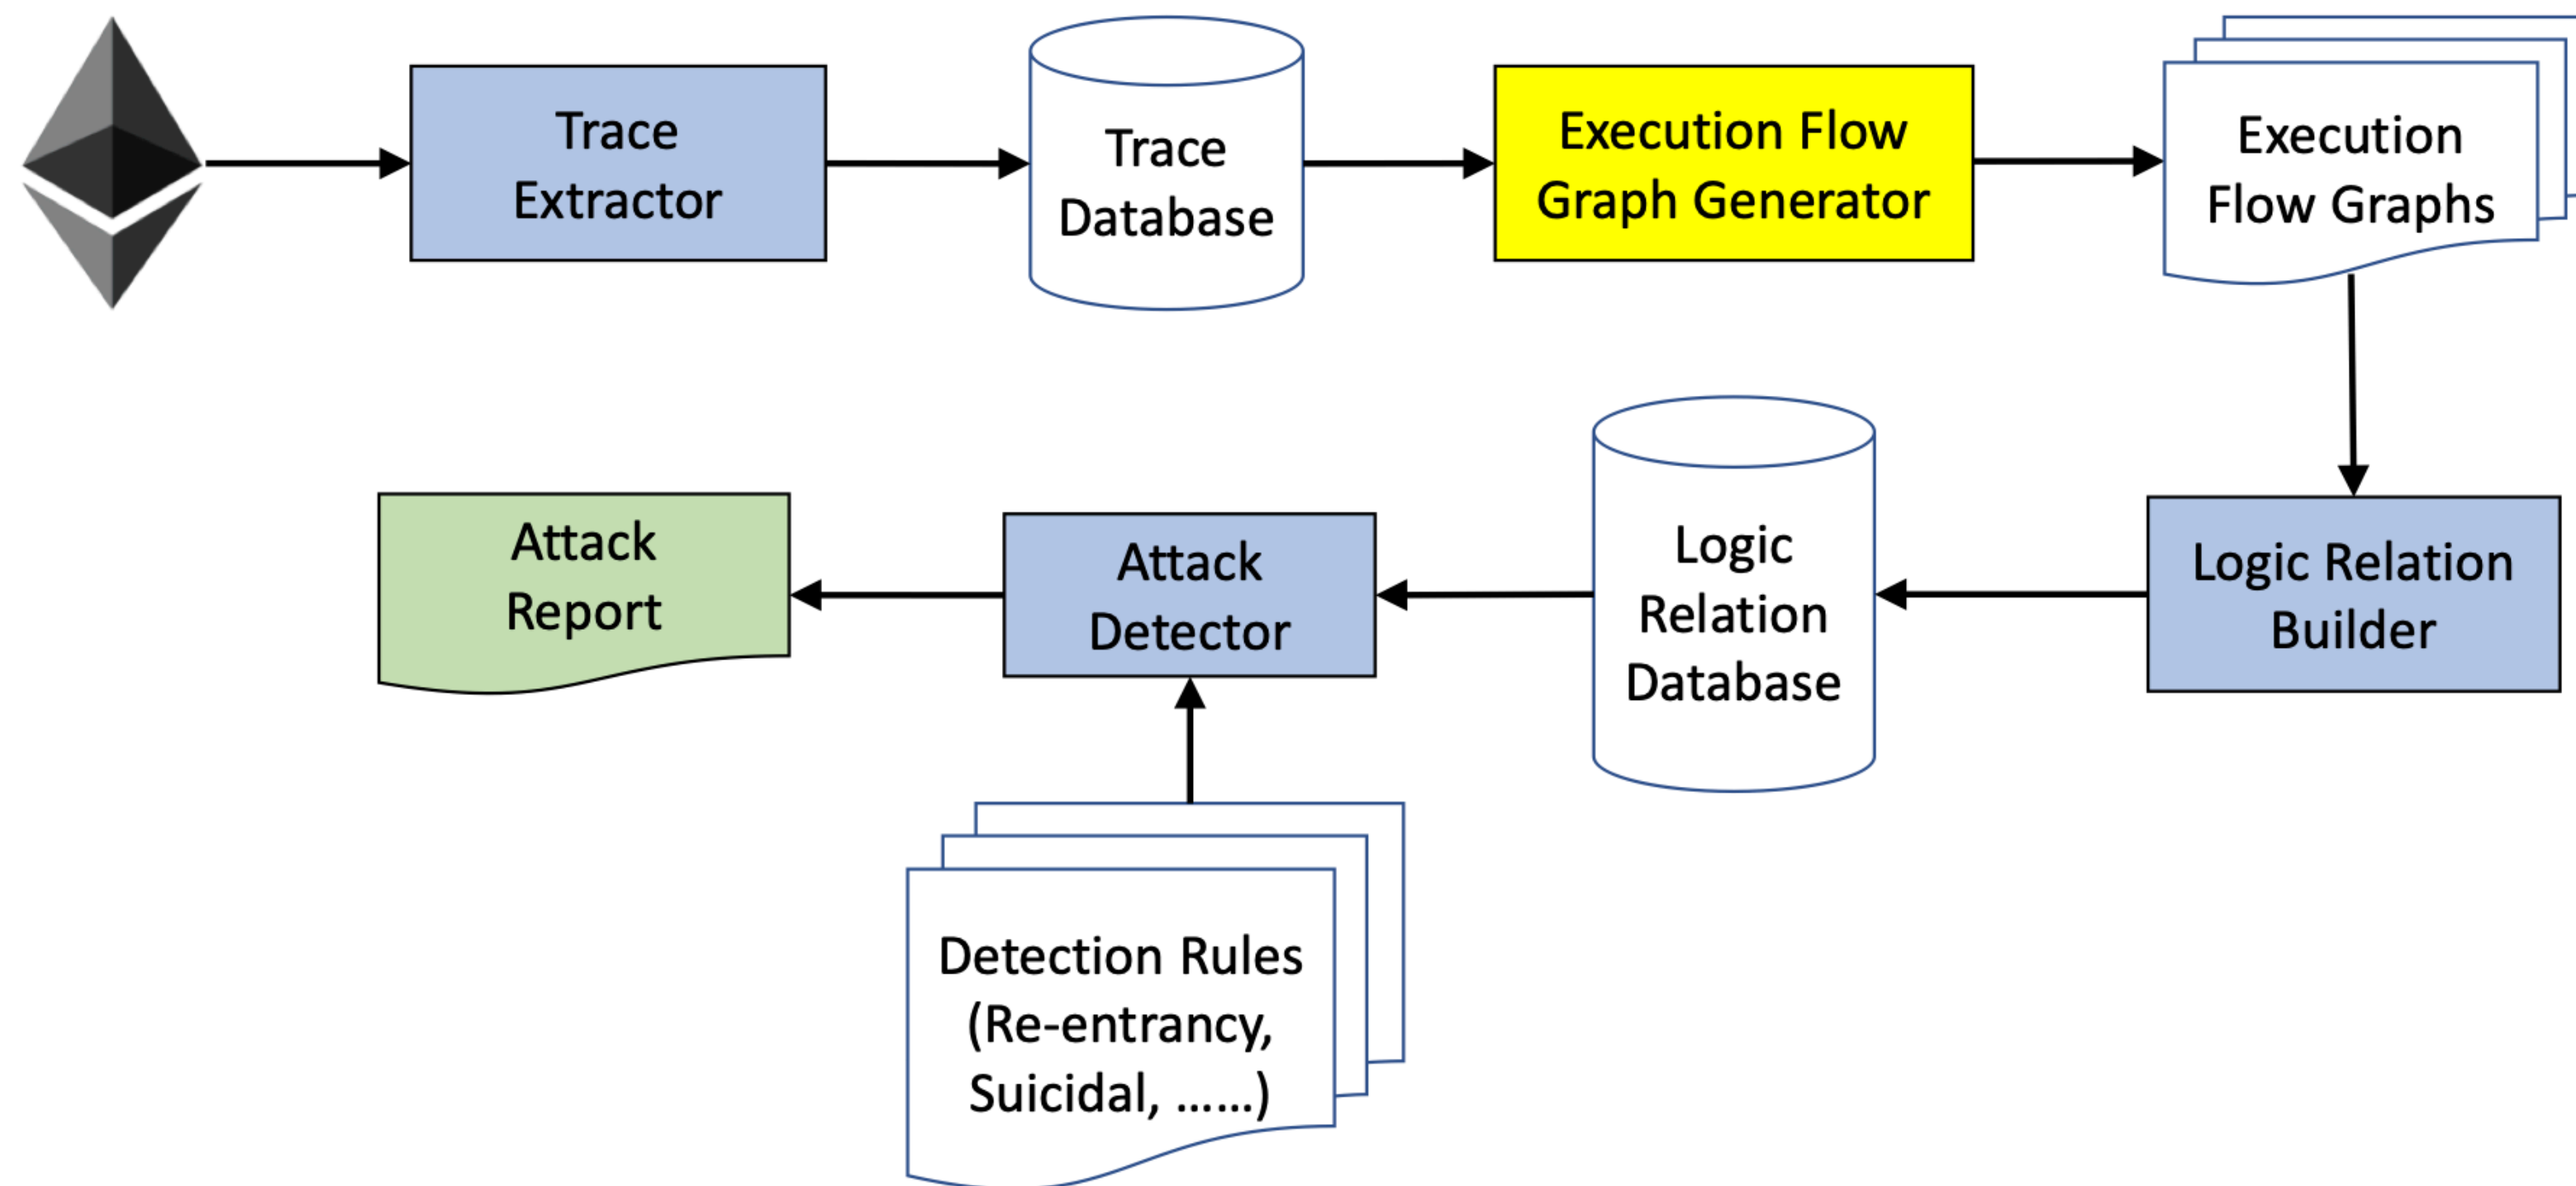 Trace
Extractor
Trace
Database
Execution Flow
Graph Generator
Execution
Flow Graphs
Attack
Report
Attack
Detector
Logic
Relation
Database
Logic Relation
Builder
Detection Rules
(Re-entrancy,
Suicidal, ......)